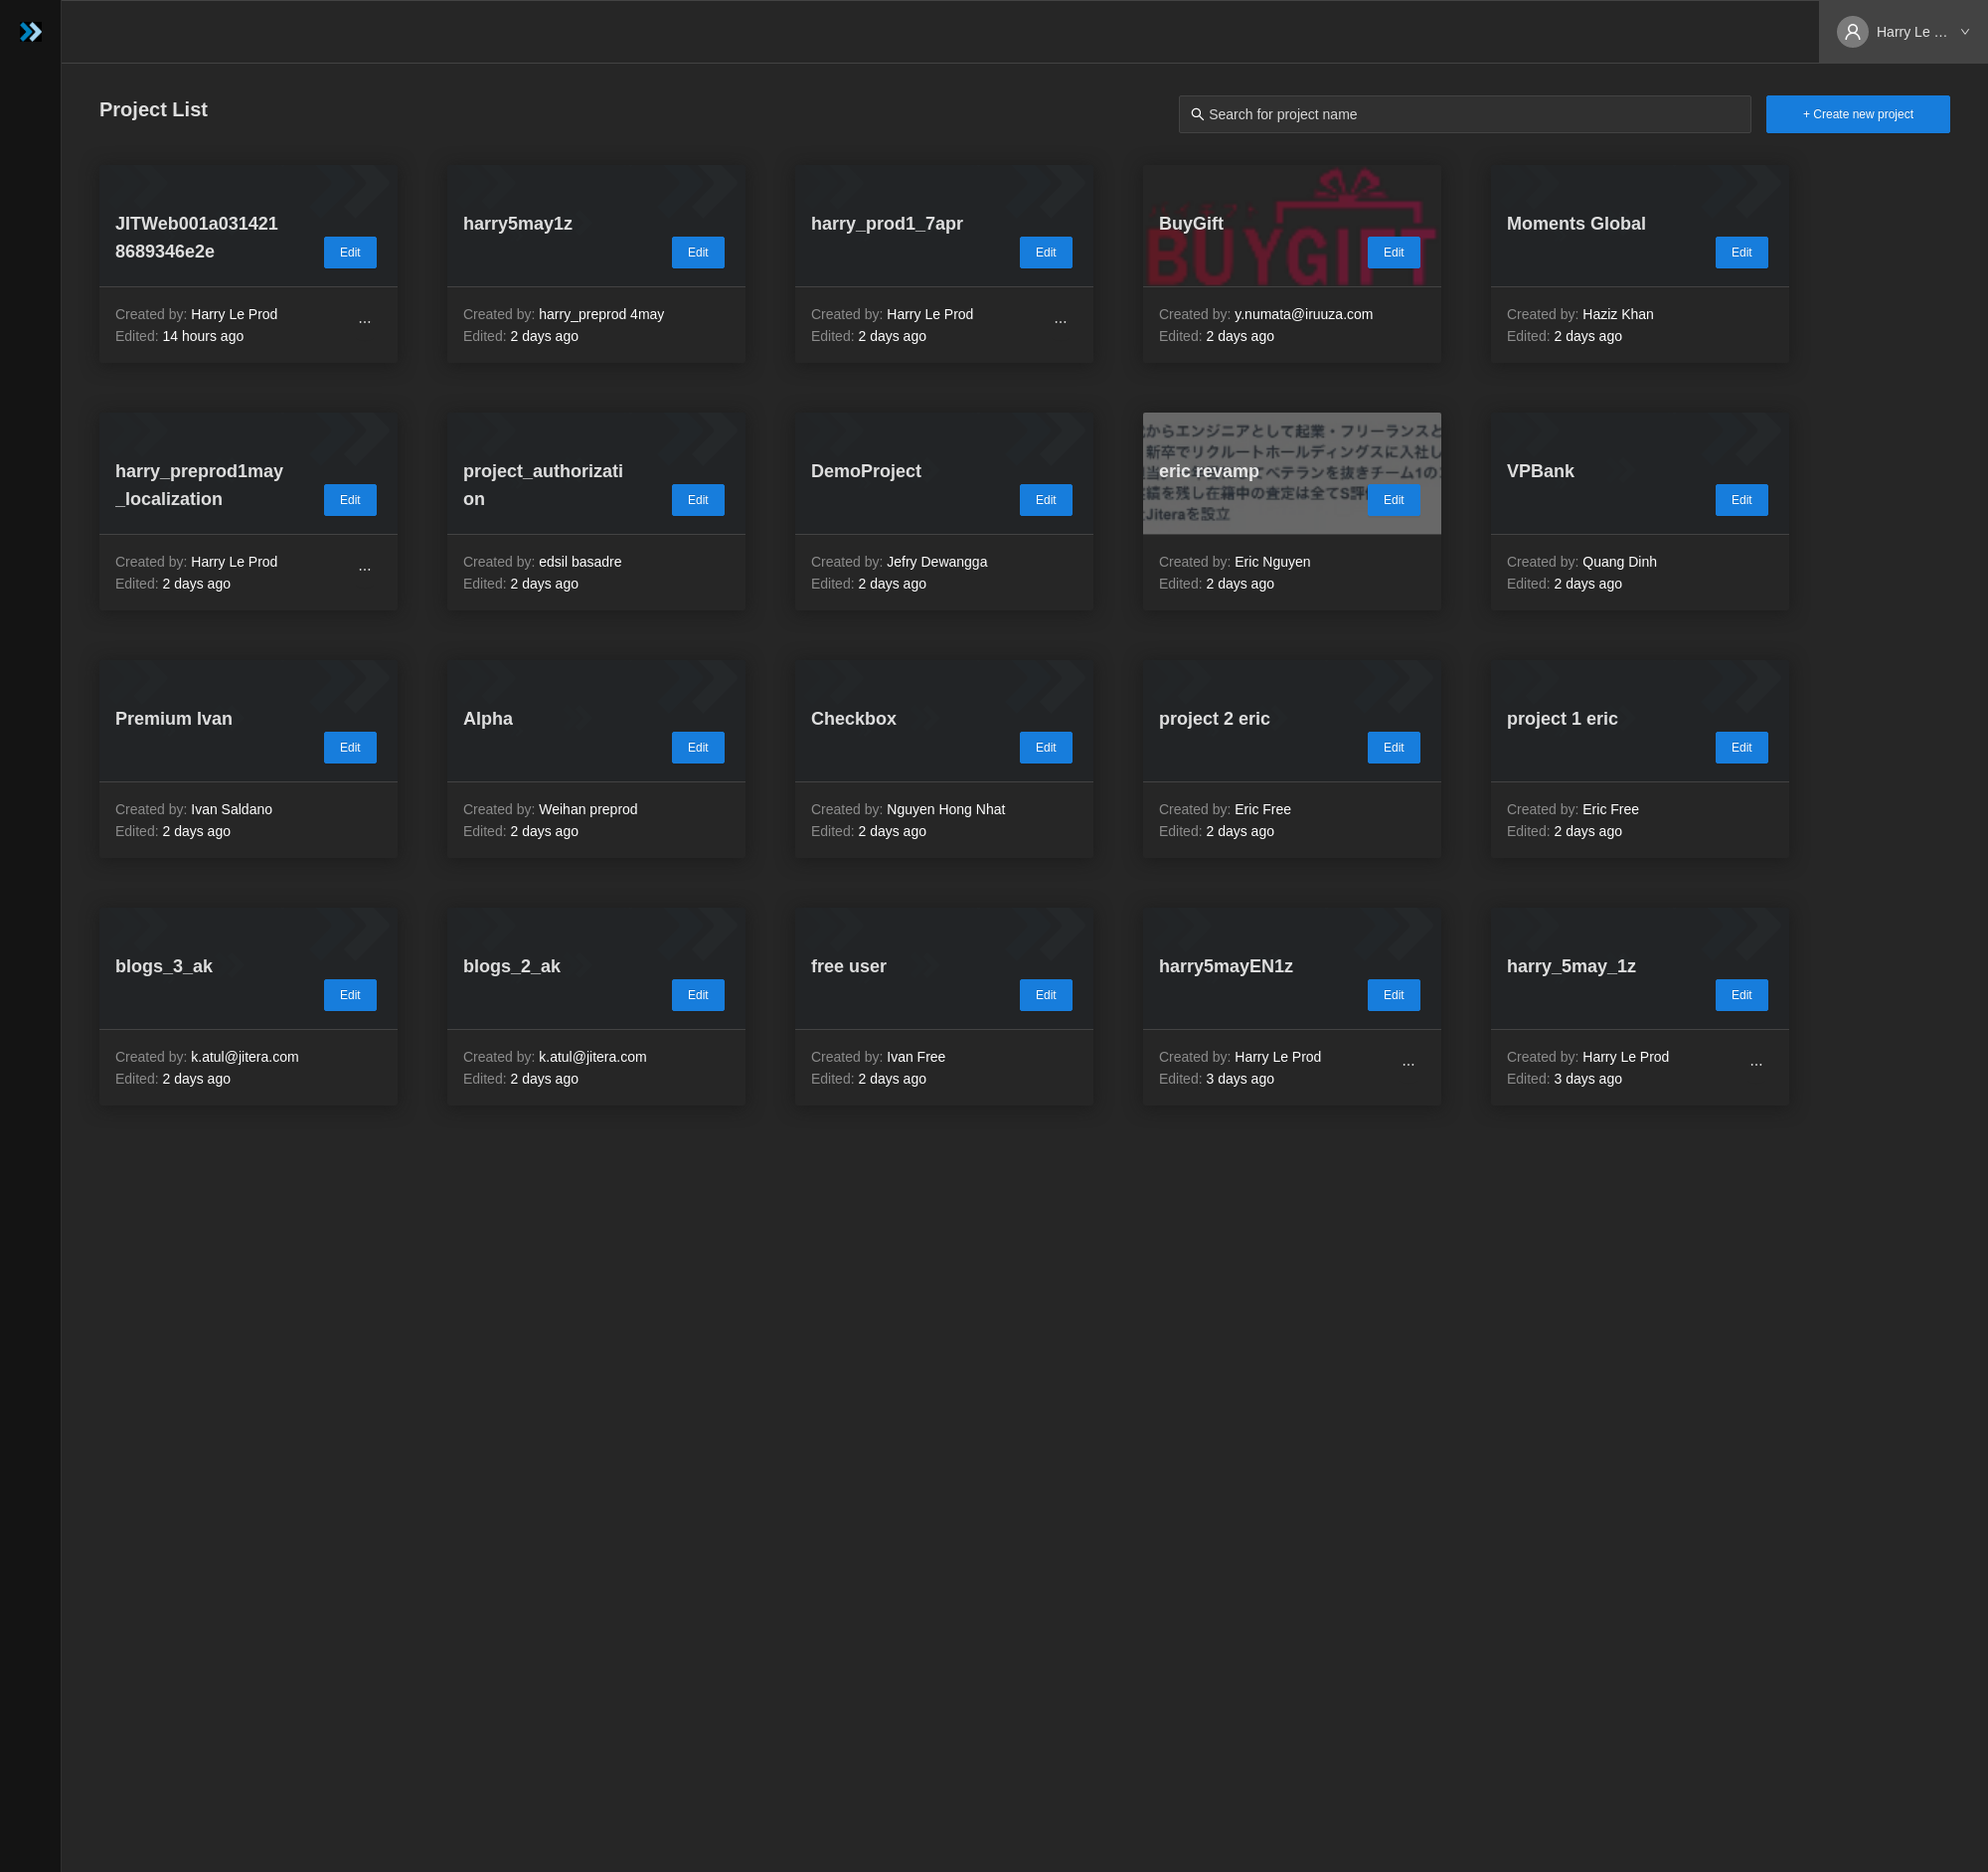 Harry Le ...
Project List
Search for project name
+ Create new project
JITWeb001a031421
8689346e2e
Edit
Created by: Harry Le Prod
Edited: 14 hours ago
...
harry5may1z
Edit
Created by: harry_preprod 4may
Edited: 2 days ago
harry_prod1_7apr
Edit
Created by: Harry Le Prod
Edited: 2 days ago
...
BuyGift
BUYGIFT
Edit
Created by: y.numata@iruuza.com
Edited: 2 days ago
Moments Global
Edit
Created by: Haziz Khan
Edited: 2 days ago
harry_preprod1may
_localization
Edit
Created by: Harry Le Prod
Edited: 2 days ago
...
project_authorizati
on
Edit
Created by: edsil basadre
Edited: 2 days ago
DemoProject
Edit
Created by: Jefry Dewangga
Edited: 2 days ago
からエンジニアとして起業・フリーランスと
新卒でリクルートホールディングスに入社し
eric revamp
てベテランを抜きチーム1の
を残し在籍中の査定は全てS評
Jiteraを設立
Edit
Created by: Eric Nguyen
Edited: 2 days ago
VPBank
Edit
Created by: Quang Dinh
Edited: 2 days ago
Premium Ivan
Edit
Created by: Ivan Saldano
Edited: 2 days ago
Alpha
Edit
Created by: Weihan preprod
Edited: 2 days ago
Checkbox
Edit
Created by: Nguyen Hong Nhat
Edited: 2 days ago
project 2 eric
Edit
Created by: Eric Free
Edited: 2 days ago
project 1 eric
Edit
Created by: Eric Free
Edited: 2 days ago
blogs_3_ak
Edit
Created by: k.atul@jitera.com
Edited: 2 days ago
blogs_2_ak
Edit
Created by: k.atul@jitera.com
Edited: 2 days ago
free user
Edit
Created by: Ivan Free
Edited: 2 days ago
harry5mayEN1z
Edit
Created by: Harry Le Prod
Edited: 3 days ago
...
harry_5may_1z
Edit
Created by: Harry Le Prod
Edited: 3 days ago
...